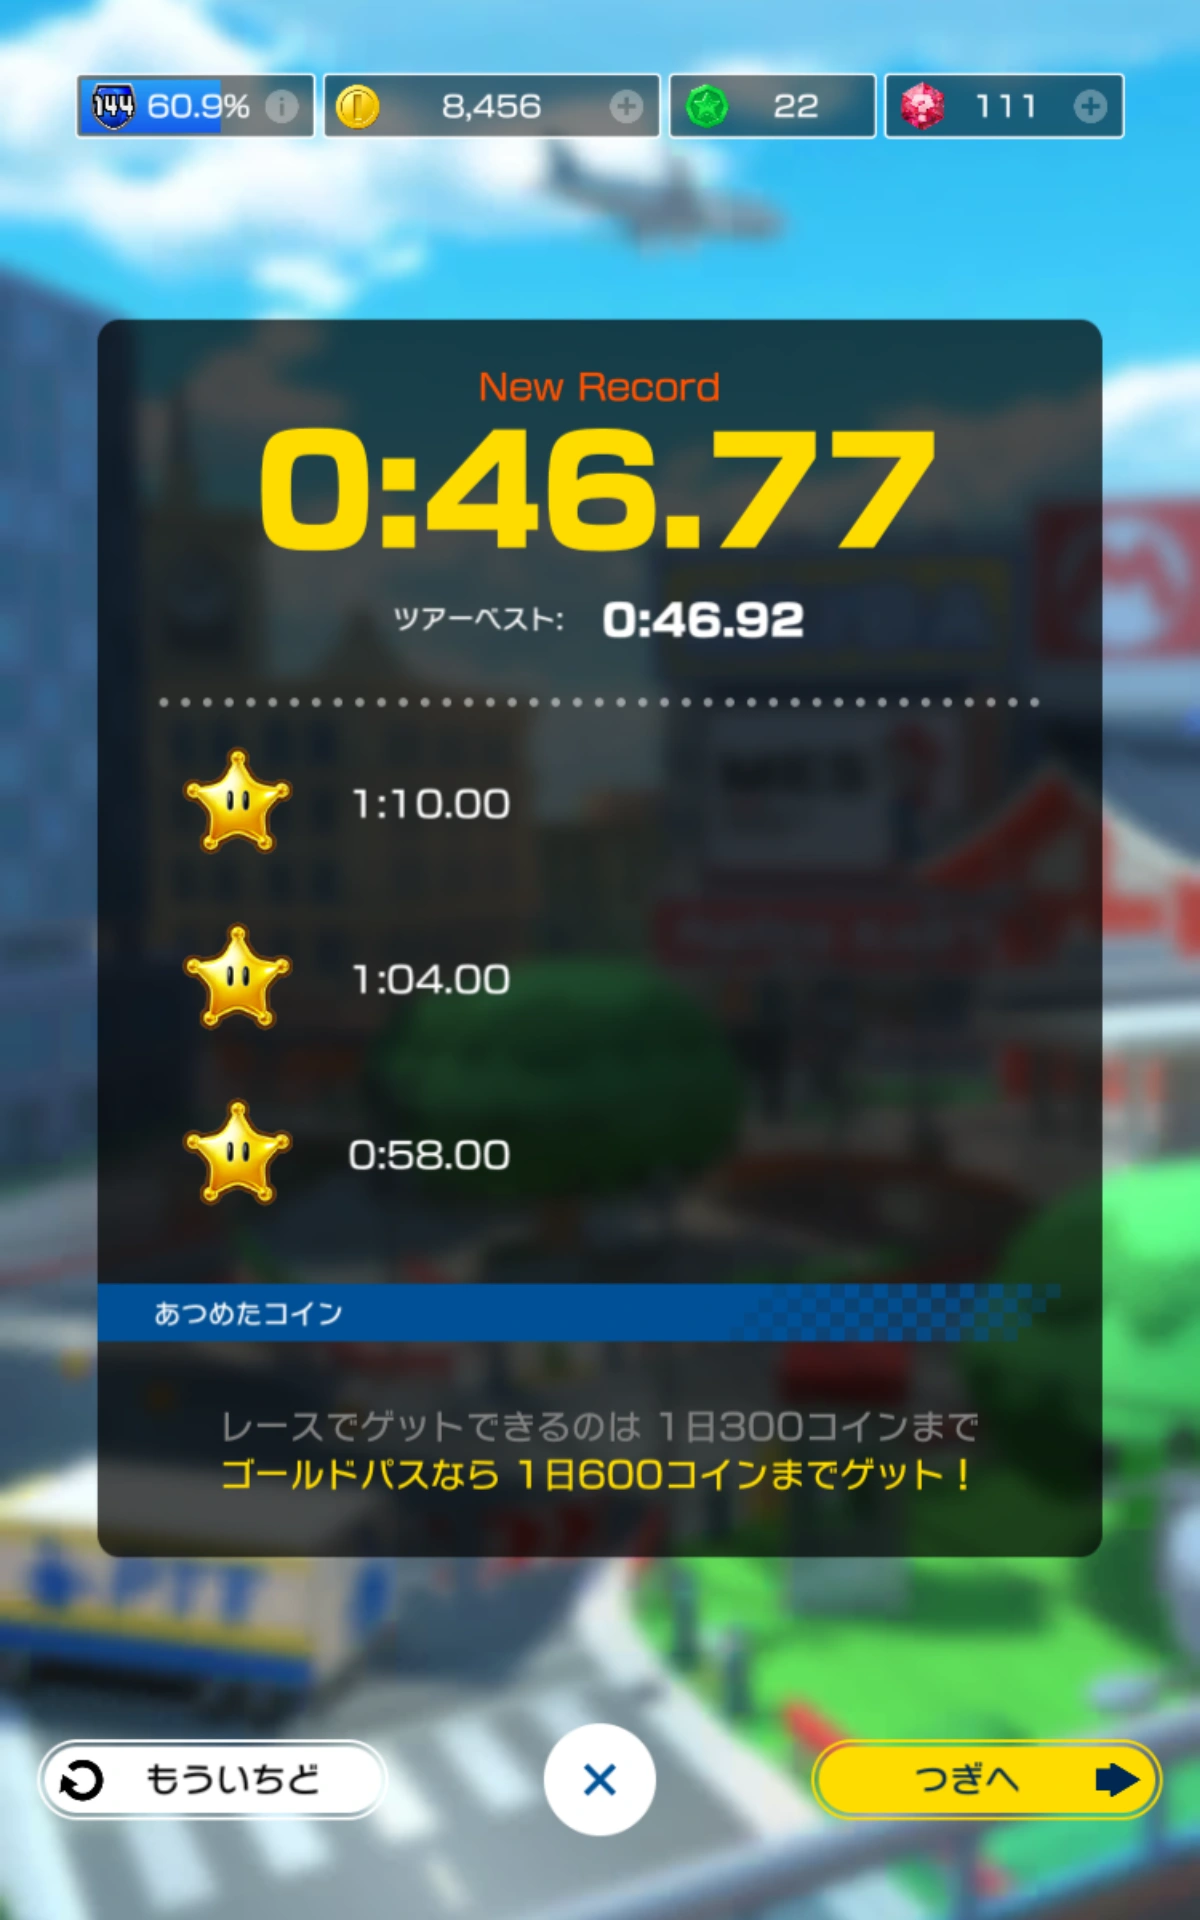 144 60.9% 8,456 22 111
New Record
0:46.77
ツアーベスト: 0:46.92
1:10.00
1:04.00
0:58.00
あつめたコイン
レースでゲットできるのは 1日300コインまで
ゴールドパスなら 1日600コインまでゲット！
もういちど
つぎへ